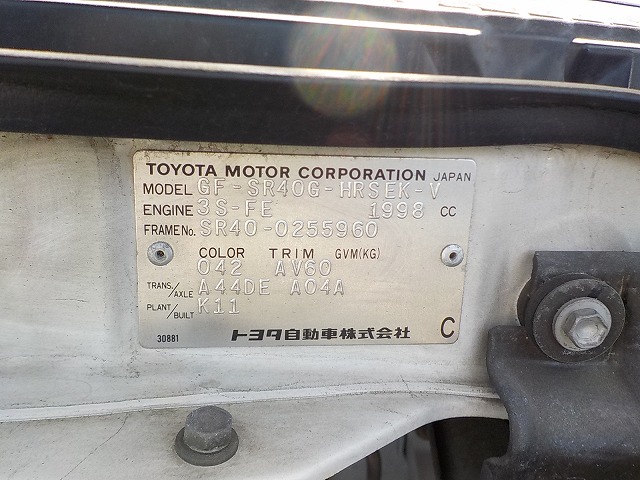 TOYOTA MOTOR CORPORATION JAPAN
MODEL GF-SR40G-HRSEK-V
ENGINE 3S-FE 1998 CC
FRAME No. SR40-0255960
COLOR TRIM GVM(KG)
042 AV60
TRANS./AXLE A44DE A04A
PLANT/BUILT K11
30881 トヨタ自動車株式会社 C